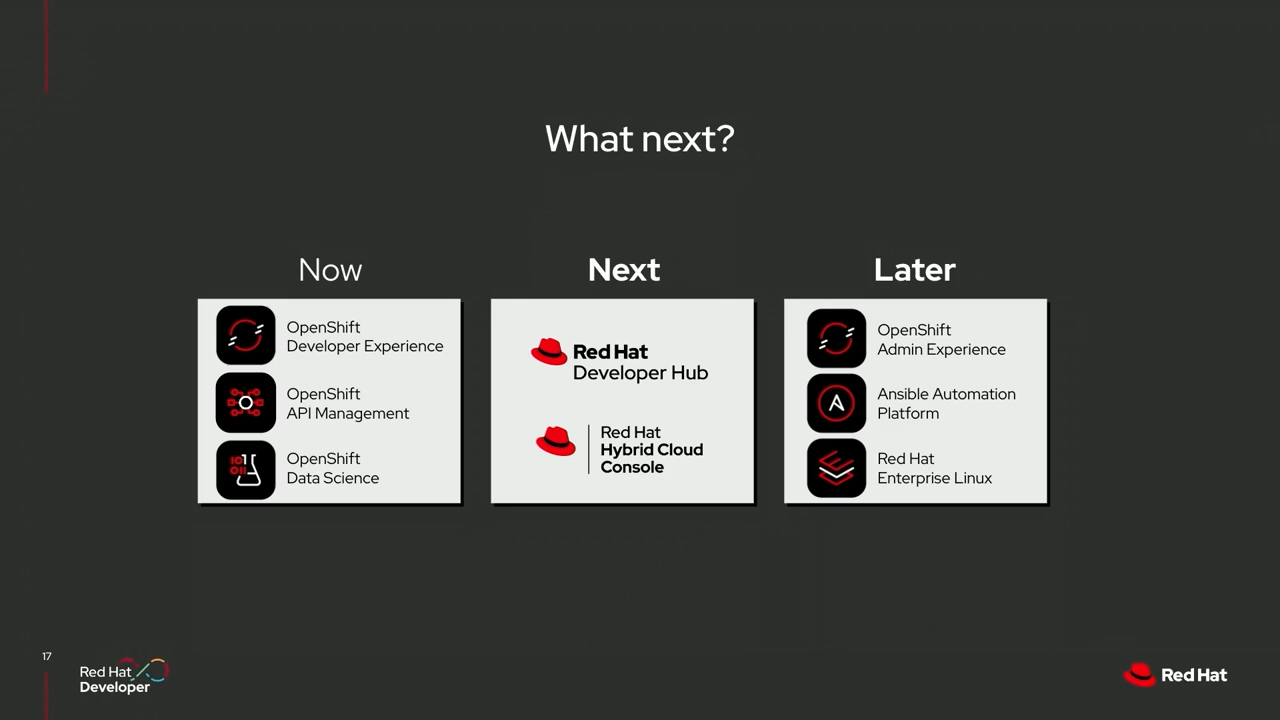 What next?
Now
OpenShift
Developer Experience
OpenShift
API Management
OpenShift
Data Science
Next
Red Hat
Developer Hub
Red Hat
Hybrid Cloud
Console
Later
OpenShift
Admin Experience
Ansible Automation
Platform
Red Hat
Enterprise Linux
17
Red Hat
Developer
Red Hat